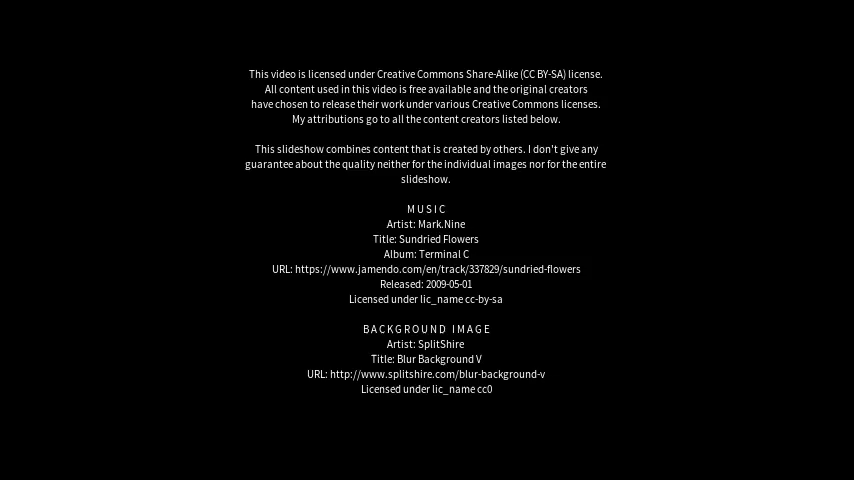 This video is licensed under Creative Commons Share-Alike (CC BY-SA) license.
All content used in this video is free available and the original creators
have chosen to release their work under various Creative Commons licenses.
My attributions go to all the content creators listed below.
This slideshow combines content that is created by others. I don't give any
guarantee about the quality neither for the individual images nor for the entire
slideshow.
MUSIC
Artist: Mark.Nine
Title: Sundried Flowers
Album: Terminal C
URL: https://www.jamendo.com/en/track/337829/sundried-flowers
Released: 2009-05-01
Licensed under lic_name cc-by-sa
BACKGROUND IMAGE
Artist: SplitShire
Title: Blur Background V
URL: http://www.splitshire.com/blur-background-v
Licensed under lic_name cc0